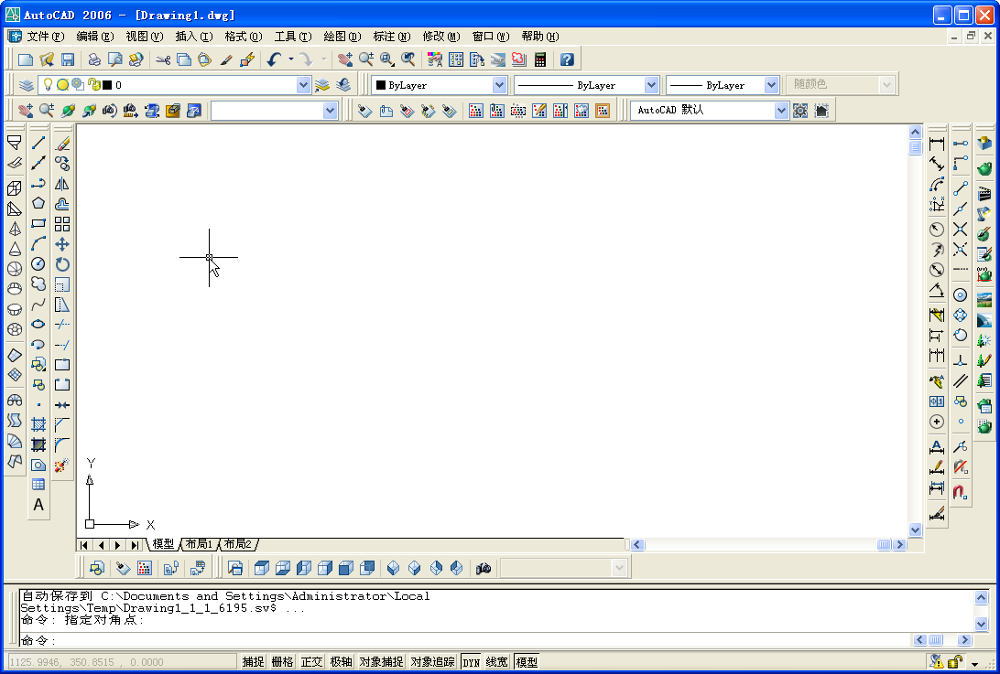 AutoCAD 2006 - [Drawing1.dwg]
文件(F) 编辑(E) 视图(V) 插入(I) 格式(O) 工具(T) 绘图(D) 标注(N) 修改(M) 窗口(W) 帮助(H)
0 ByLayer ByLayer ByLayer 随颜色
AutoCAD 默认
Y
X
模型 布局1 布局2
自动保存到 C:\Documents and Settings\Administrator\Local
Settings\Temp\Drawing1_1_1_6195.sv$ ...
命令: 指定对角点:
命令:
1125.9946, 350.8515 , 0.0000 捕捉 栅格 正交 极轴 对象捕捉 对象追踪 DYN 线宽 模型